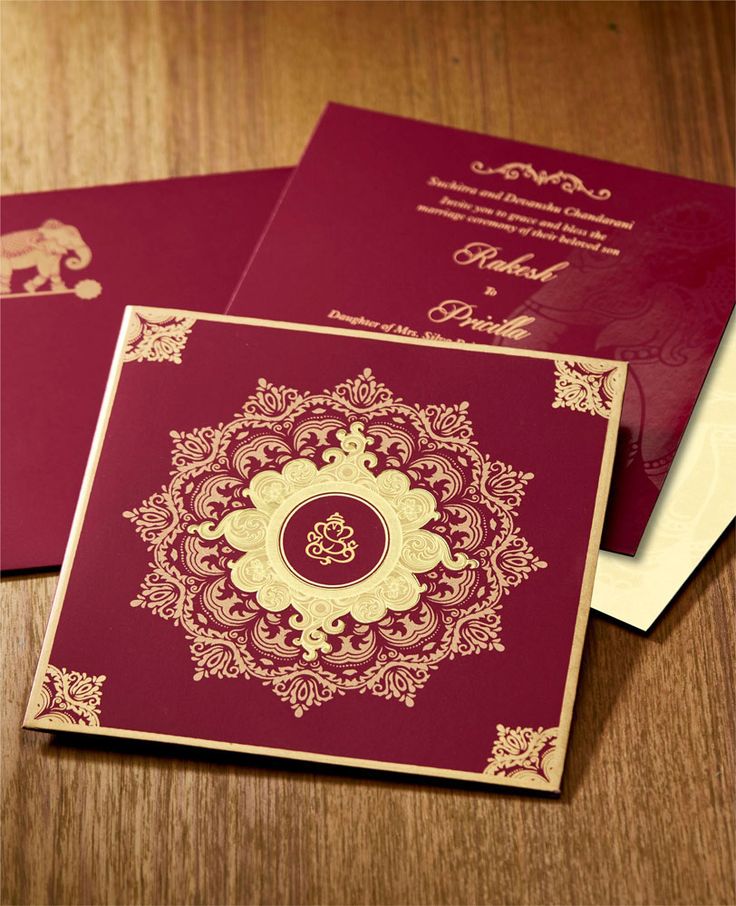 Suchitra and Devanshu Chandarani
Invite you to grace and bless the
marriage ceremony of their beloved son
Rakesh
To
Pricilla
Daughter of Mrs.